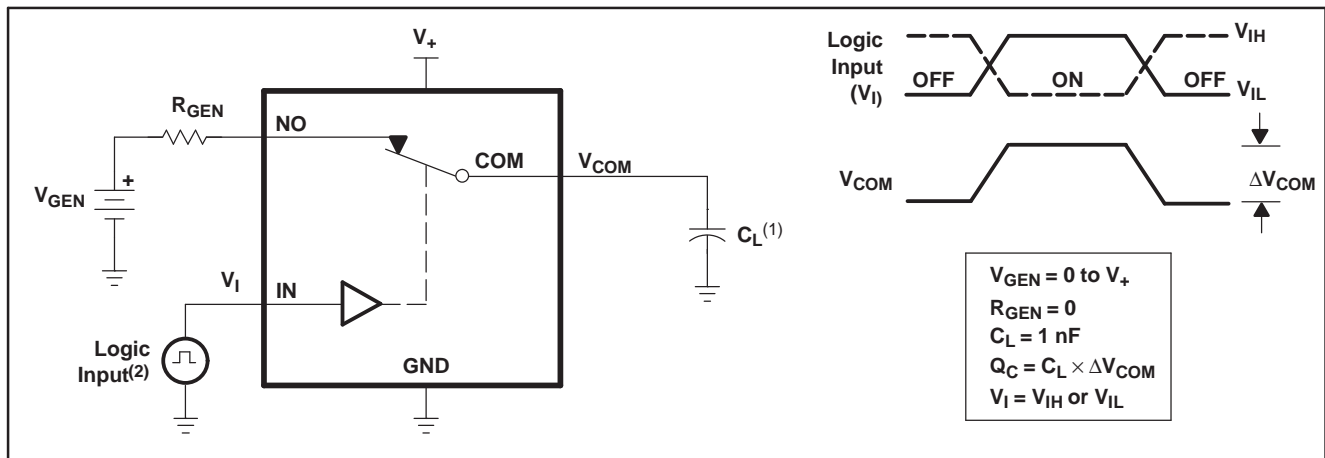 V+
RGEN
NO
COM
VCOM
VGEN
+
CL(1)
VI
IN
Logic
Input(2)
GND
Logic
Input
(VI)
OFF
ON
OFF
VIH
VIL
VCOM
ΔVCOM
VGEN = 0 to V+
RGEN = 0
CL = 1 nF
QC = CL × ΔVCOM
VI = VIH or VIL